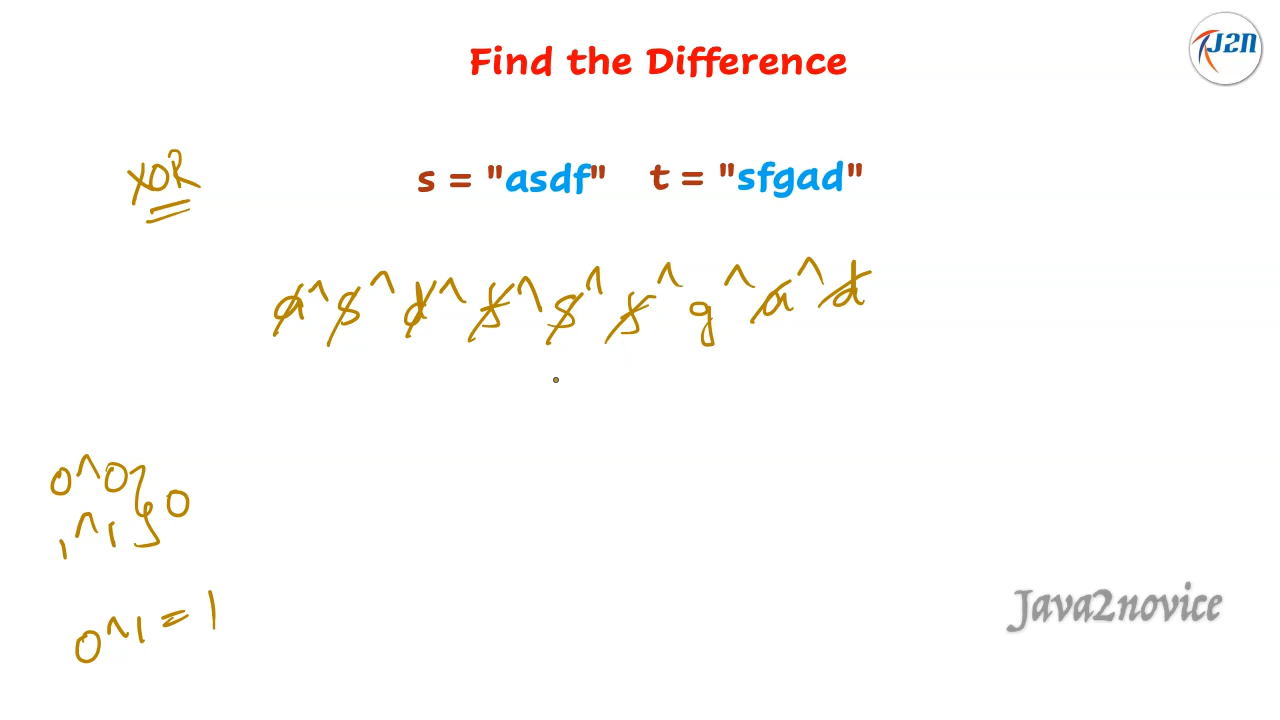 J2N
Find the Difference
XOR
s = "asdf" t = "sfgad"
a^s^d^f^s^f^g^a^d
0^0
1^1 } 0
0^1 = 1
Java2novice